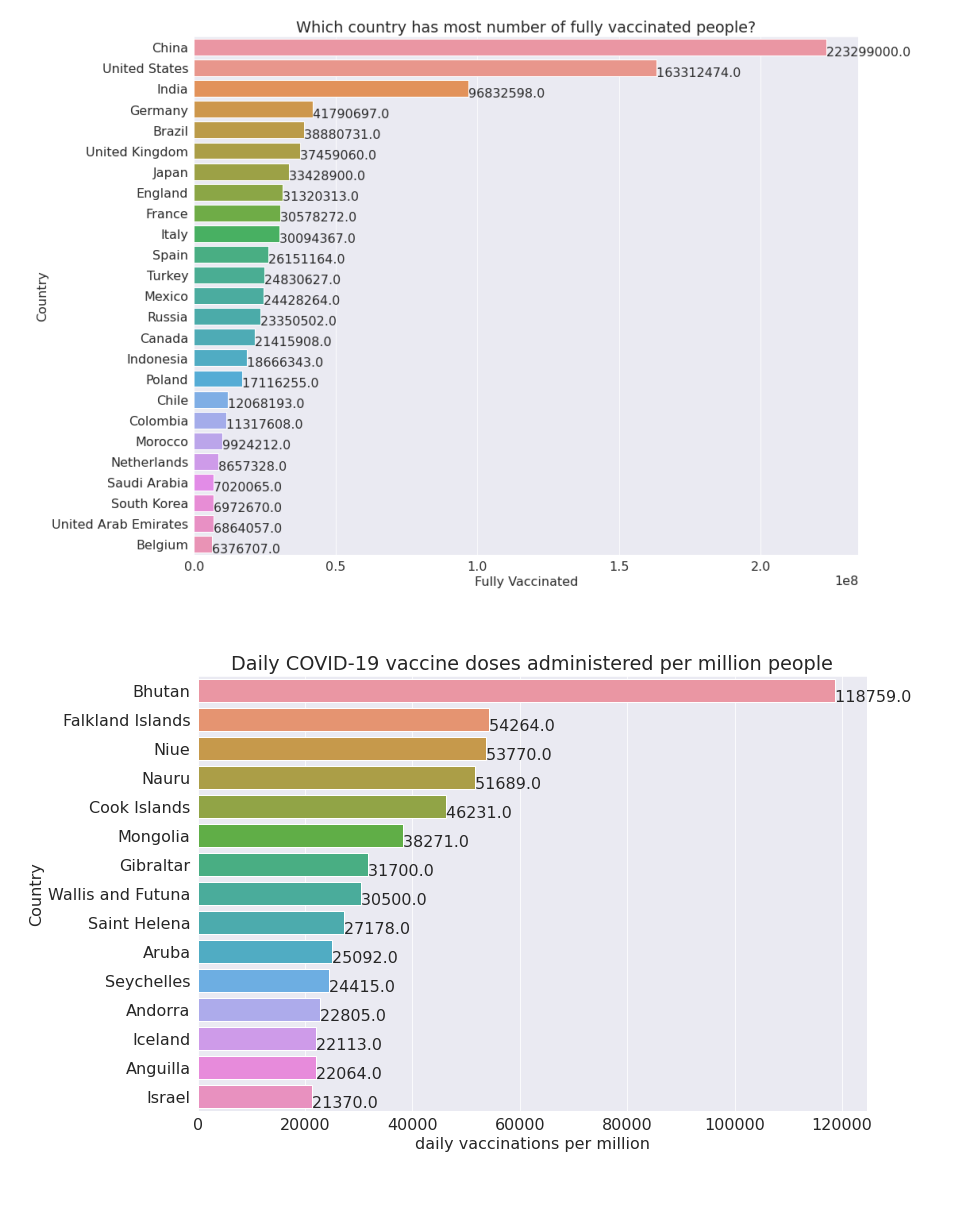 Which country has most number of fully vaccinated people?
China 223299000.0
United States 163312474.0
India 96832598.0
Germany 41790697.0
Brazil 38880731.0
United Kingdom 37459060.0
Japan 33428900.0
England 31320313.0
France 30578272.0
Italy 30094367.0
Spain 26151164.0
Turkey 24830627.0
Mexico 24428264.0
Russia 23350502.0
Canada 21415908.0
Indonesia 18666343.0
Poland 17116255.0
Chile 12068193.0
Colombia 11317608.0
Morocco 9924212.0
Netherlands 8657328.0
Saudi Arabia 7020065.0
South Korea 6972670.0
United Arab Emirates 6864057.0
Belgium 6376707.0
Country
0.0 0.5 1.0 1.5 2.0
Fully Vaccinated 1e8
Daily COVID-19 vaccine doses administered per million people
Bhutan 118759.0
Falkland Islands 54264.0
Niue 53770.0
Nauru 51689.0
Cook Islands 46231.0
Mongolia 38271.0
Gibraltar 31700.0
Wallis and Futuna 30500.0
Saint Helena 27178.0
Aruba 25092.0
Seychelles 24415.0
Andorra 22805.0
Iceland 22113.0
Anguilla 22064.0
Israel 21370.0
Country
0 20000 40000 60000 80000 100000 120000
daily vaccinations per million